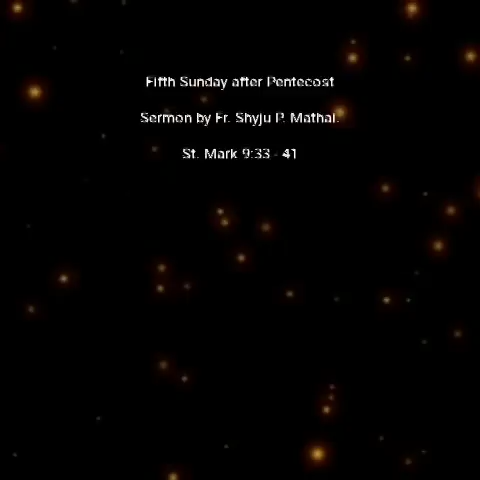 Fifth Sunday after Pentecost
Sermon by Fr. Shyju P. Mathai.
St. Mark 9:33 - 41